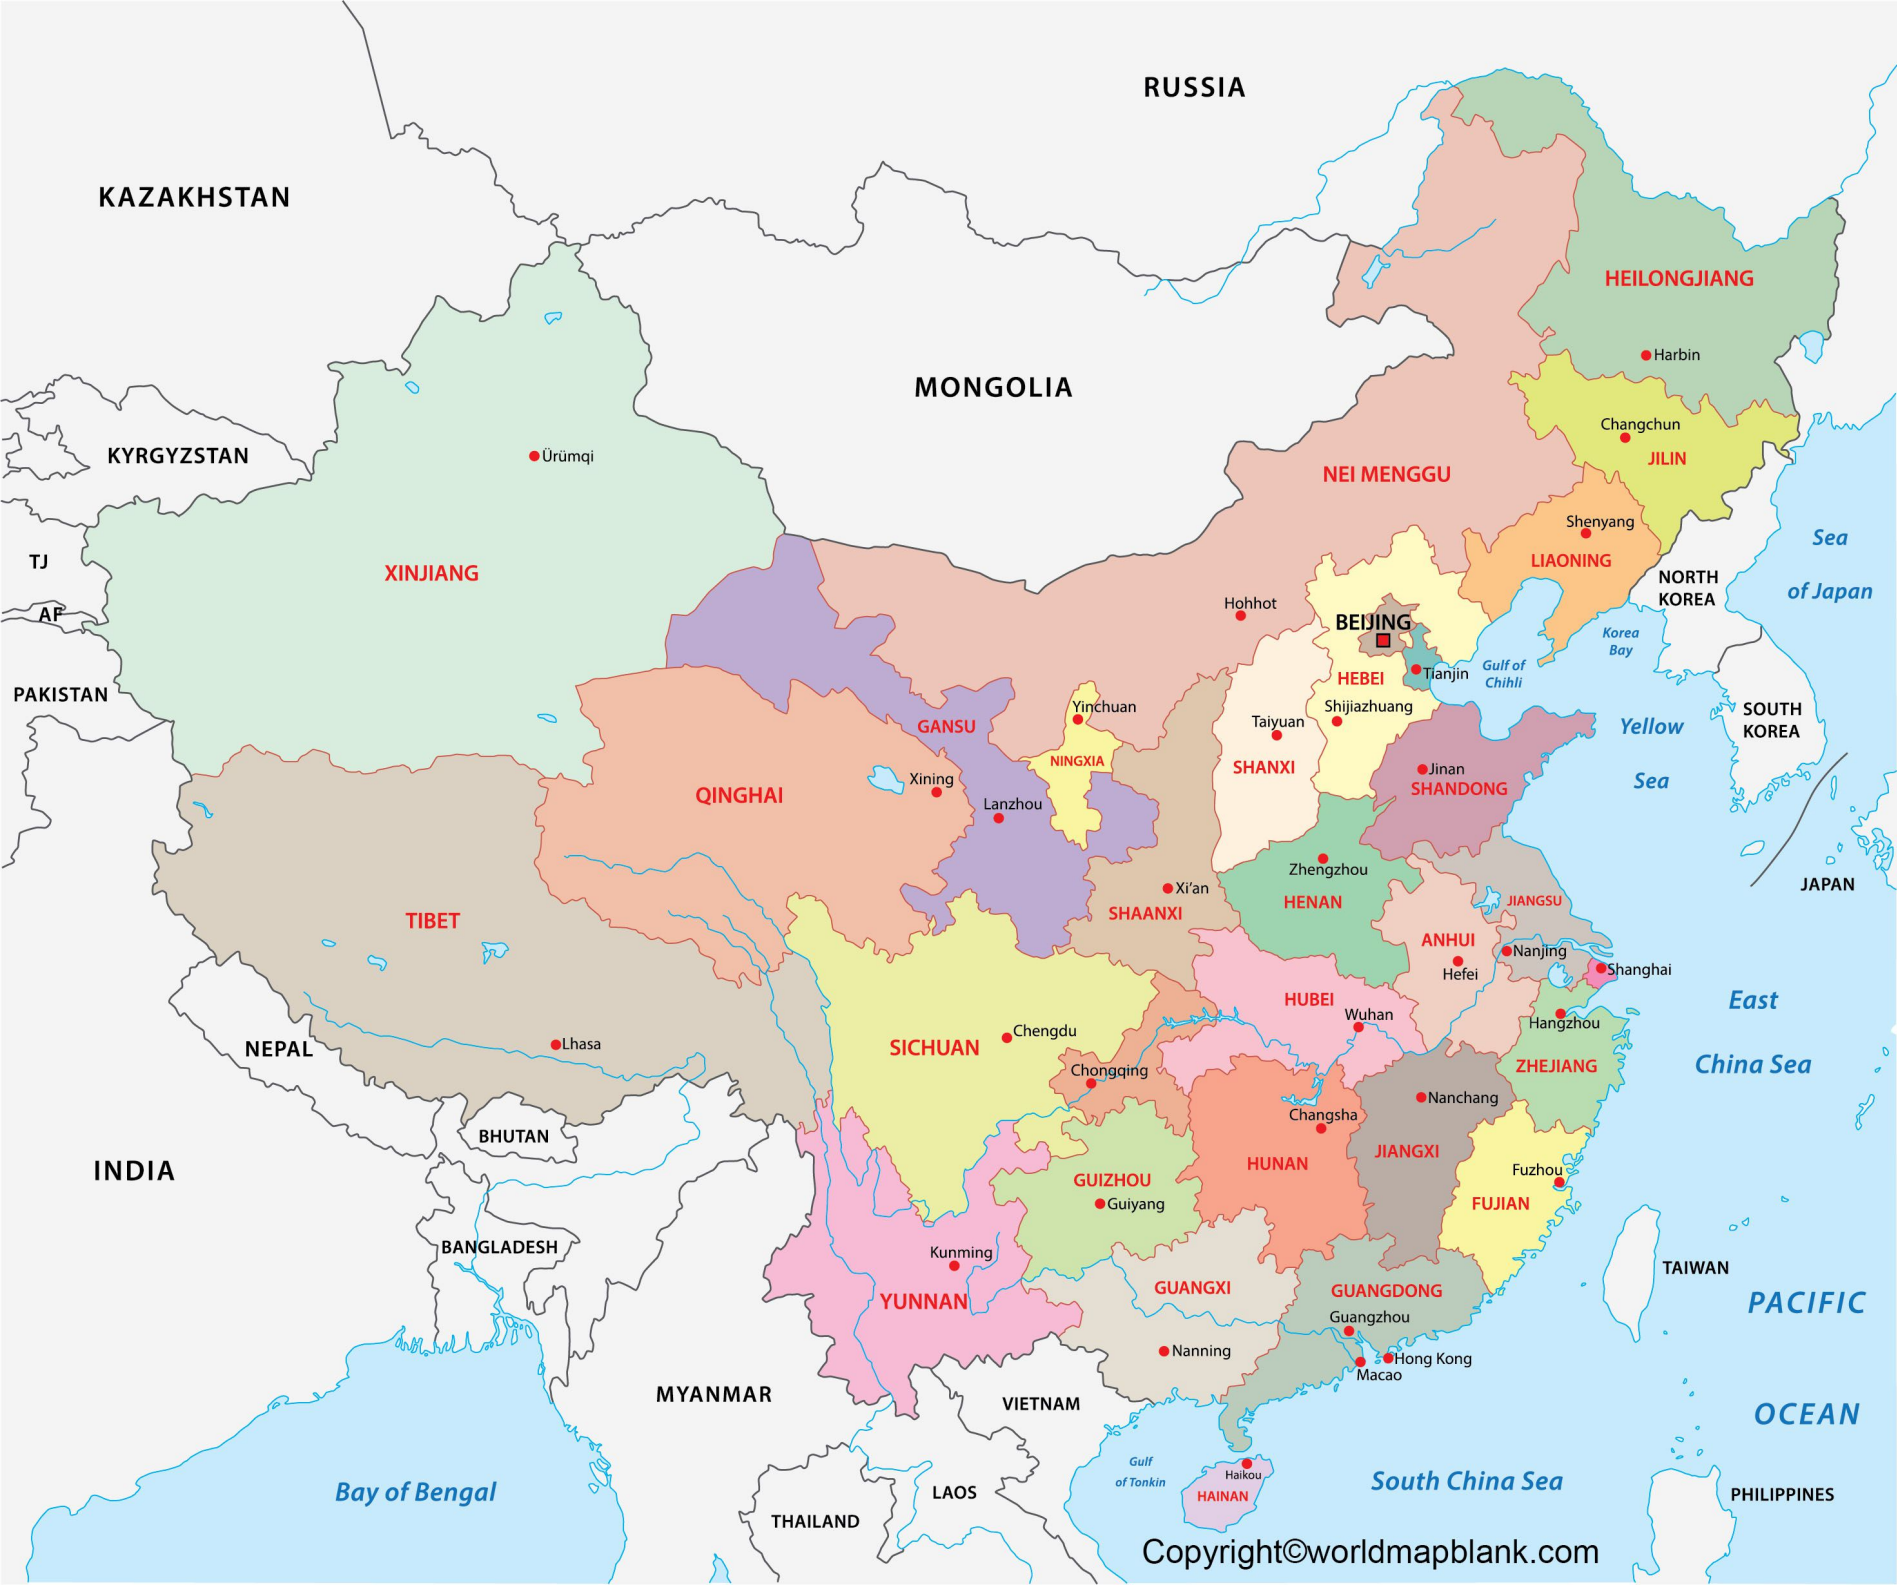 RUSSIA
KAZAKHSTAN
HEILONGJIANG
Harbin
MONGOLIA
KYRGYZSTAN
Ürümqi
Changchun
JILIN
NEI MENGGU
Shenyang
LIAONING
Sea
of Japan
TJ
XINJIANG
NORTH
KOREA
AF
Hohhot
BEIJING
Korea
Bay
PAKISTAN
HEBEI
Tianjin
Gulf of
Chihli
Yinchuan
Shijiazhuang
Taiyuan
GANSU
Yellow
Sea
SOUTH
KOREA
NINGXIA
SHANXI
Jinan
SHANDONG
QINGHAI
Xining
Lanzhou
Zhengzhou
HENAN
JAPAN
Xi'an
SHAANXI
JIANGSU
TIBET
ANHUI
Hefei
Nanjing
Shanghai
HUBEI
Wuhan
East
China Sea
Hangzhou
ZHEJIANG
Chengdu
SICHUAN
Lhasa
NEPAL
Chongqing
Nanchang
Changsha
BHUTAN
INDIA
JIANGXI
HUNAN
GUIZHOU
Guiyang
Fuzhou
FUJIAN
BANGLADESH
Kunming
YUNNAN
GUANGXI
GUANGDONG
Guangzhou
TAIWAN
PACIFIC
OCEAN
Nanning
Hong Kong
Macao
MYANMAR
VIETNAM
Gulf
of Tonkin
Haikou
HAINAN
South China Sea
Bay of Bengal
LAOS
THAILAND
PHILIPPINES
Copyright©worldmapblank.com